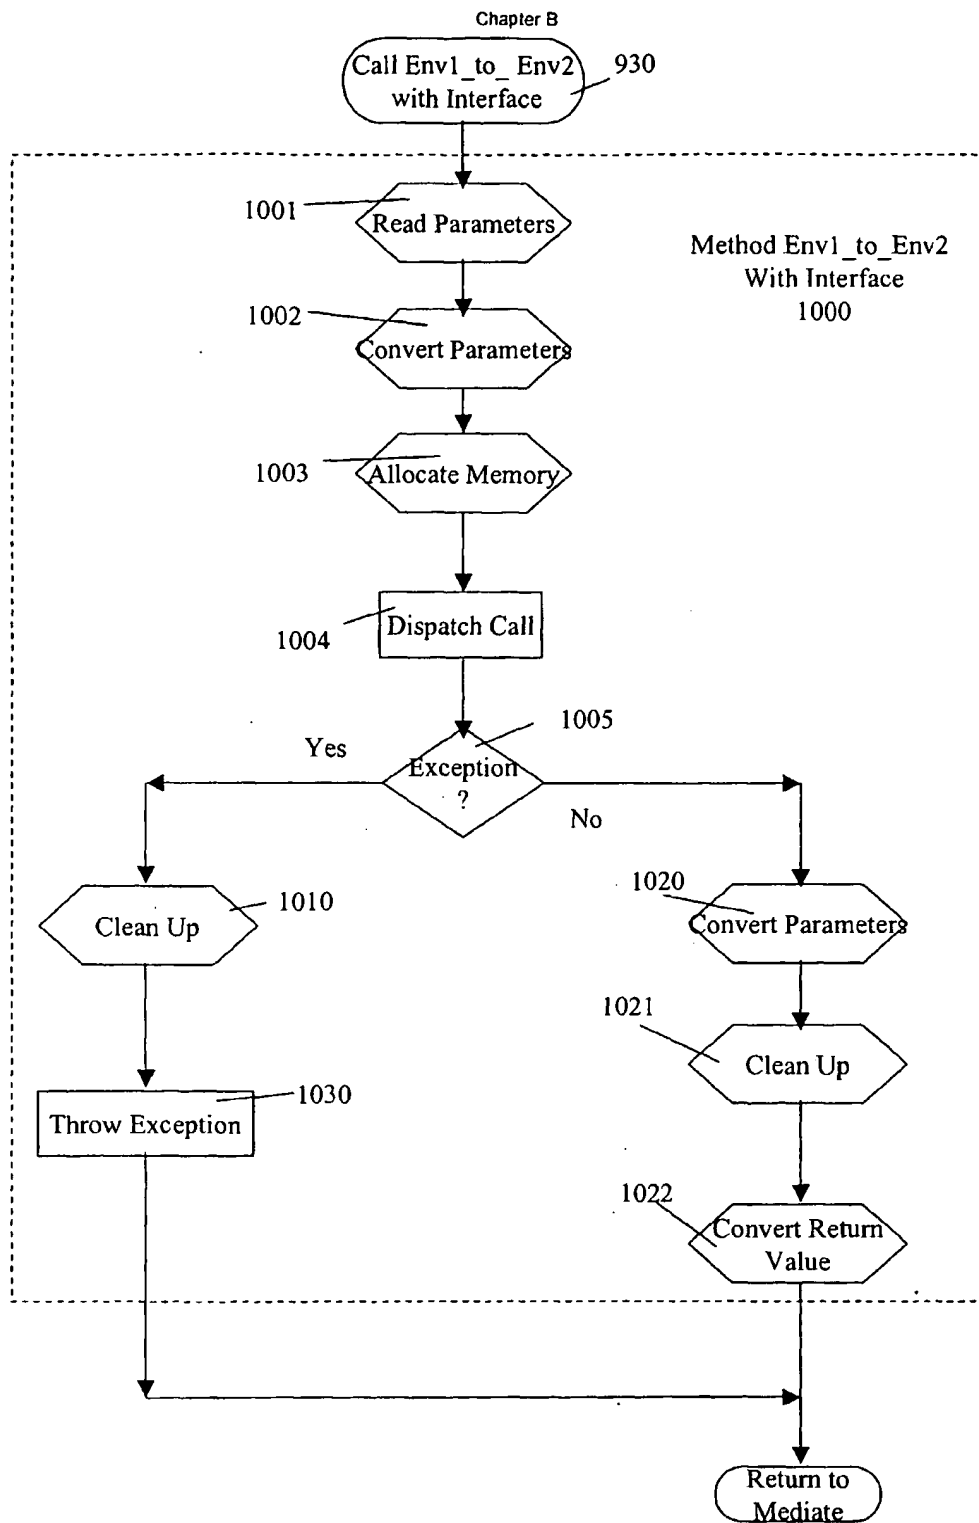 Chapter B
Call Env1_to_ Env2
with Interface
930
1001
Read Parameters
Method Env1_to_Env2
With Interface
1000
1002
Convert Parameters
1003
Allocate Memory
1004
Dispatch Call
1005
Yes
Exception
?
No
1010
Clean Up
1020
Convert Parameters
1021
Clean Up
1030
Throw Exception
1022
Convert Return
Value
Return to
Mediate